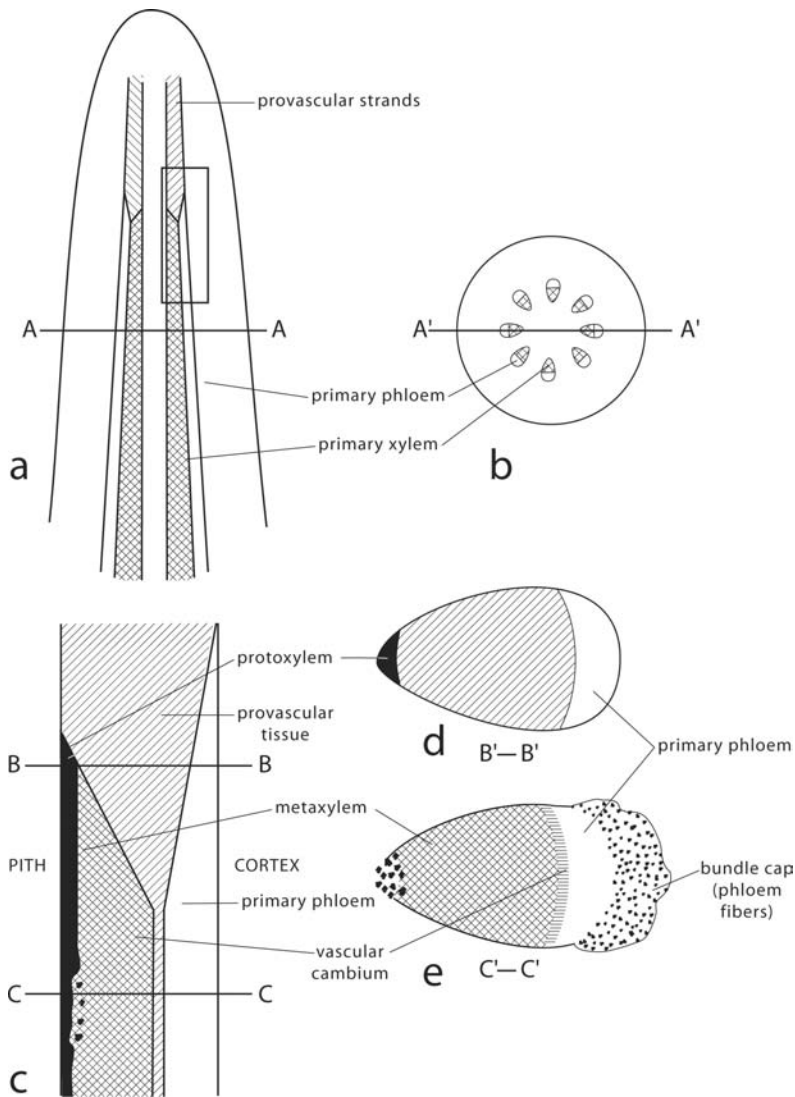 provascular strands
A A
A' A'
primary phloem
primary xylem
a
b
protoxylem
provascular
tissue
d
B B
B'—B'
primary phloem
metaxylem
PITH
CORTEX
primary phloem
bundle cap
(phloem
fibers)
vascular
cambium
e
C C
C'—C'
c